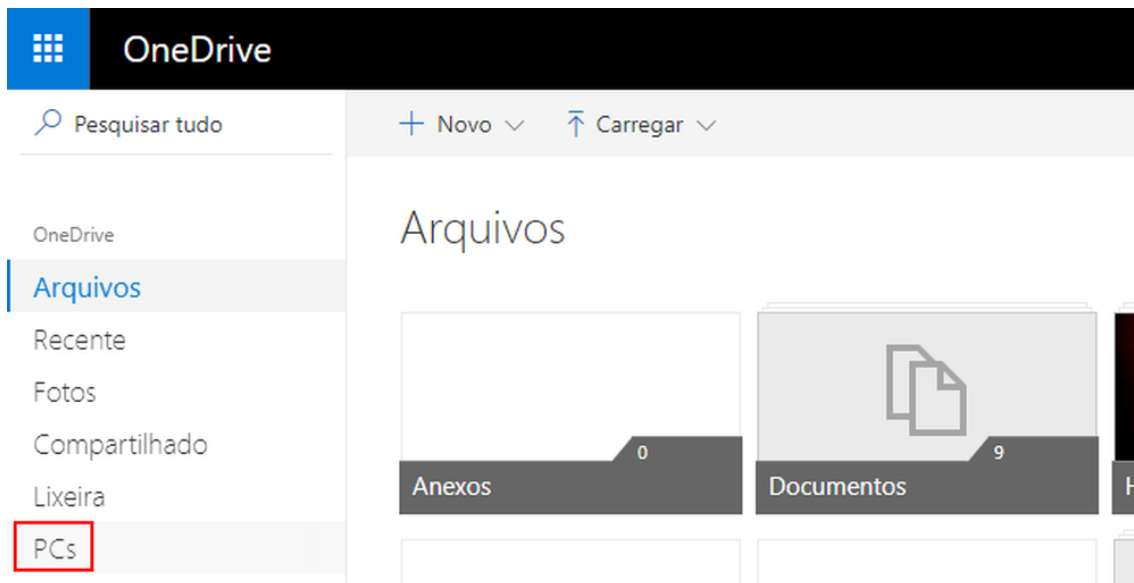 OneDrive
Pesquisar tudo
Novo
Carregar
OneDrive
Arquivos
Recente
Fotos
Compartilhado
Lixeira
PCs
Arquivos
0
Anexos
9
Documentos
H